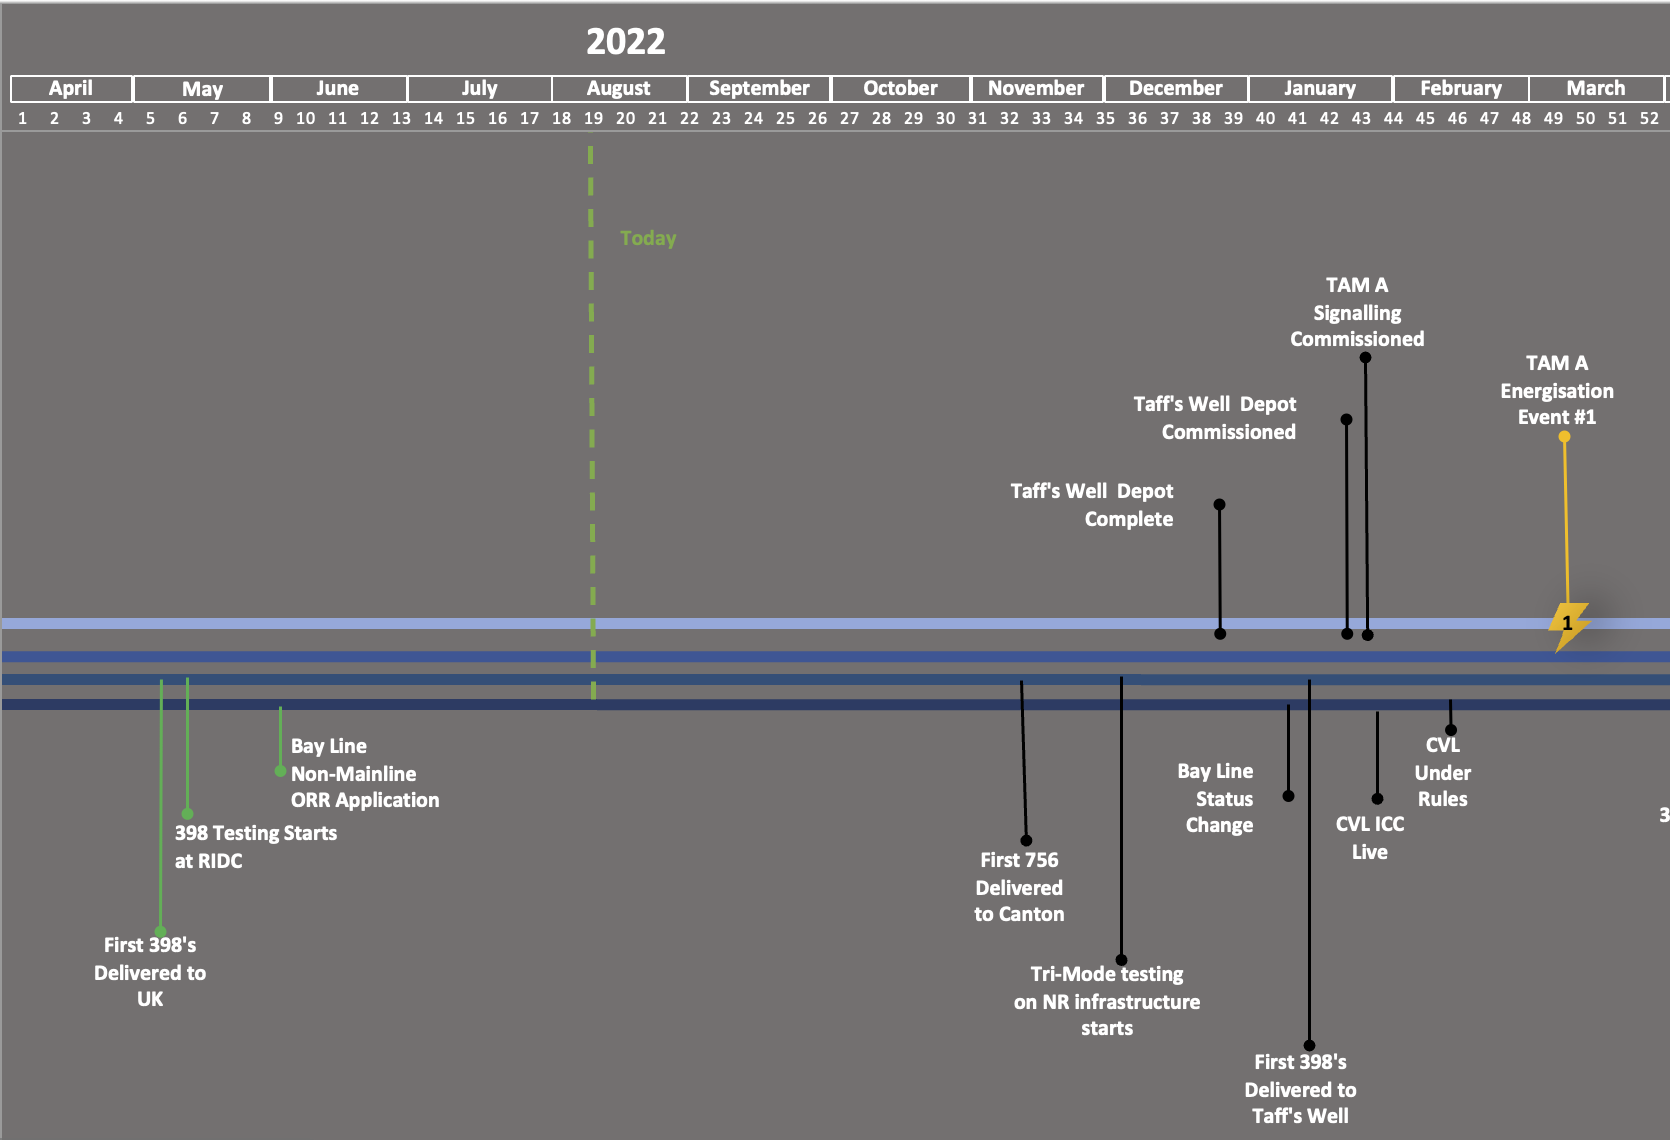 2022
April May June July August September October November December January February March
1 2 3 4 5 6 7 8 9 10 11 12 13 14 15 16 17 18 19 20 21 22 23 24 25 26 27 28 29 30 31 32 33 34 35 36 37 38 39 40 41 42 43 44 45 46 47 48 49 50 51 52
Today
TAM A
Signalling
Commissioned
TAM A
Energisation
Event #1
Taff's Well Depot
Commissioned
Taff's Well Depot
Complete
1
Bay Line
Non-Mainline
ORR Application
398 Testing Starts
at RIDC
First 398's
Delivered to
UK
First 756
Delivered
to Canton
Tri-Mode testing
on NR infrastructure
starts
Bay Line
Status
Change
First 398's
Delivered to
Taff's Well
CVL ICC
Live
CVL
Under
Rules
3